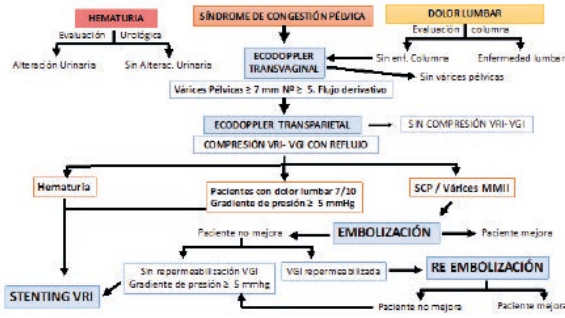 HEMATURIA
SÍNDROME DE CONGESTIÓN PÉLVICA
DOLOR LUMBAR
Evaluación Urológica
Evaluación columna
Alteración Urinaria
Sin Alterac. Urinaria
ECODOPPLER
TRANSVAGINAL
Sin enf. Columna
Enfermedad lumbar
Sin várices pélvicas
Várices Pélvicas ≥ 7 mm Nº ≥ 5. Flujo derivativo
ECODOPPLER TRANSPARIETAL
SIN COMPRESIÓN VRI- VGI
COMPRESIÓN VRI- VGI CON REFLUJO
Hematuria
Pacientes con dolor lumbar 7/10
Gradiente de presión ≥ 5 mmHg
SCP / Várices MMII
EMBOLIZACIÓN
Paciente no mejora
Paciente mejora
Sin repermeabilización VGI
Gradiente de presión ≥ 5 mmhg
VGI repermeabilizada
RE EMBOLIZACIÓN
STENTING VRI
Paciente no mejora
Paciente mejora